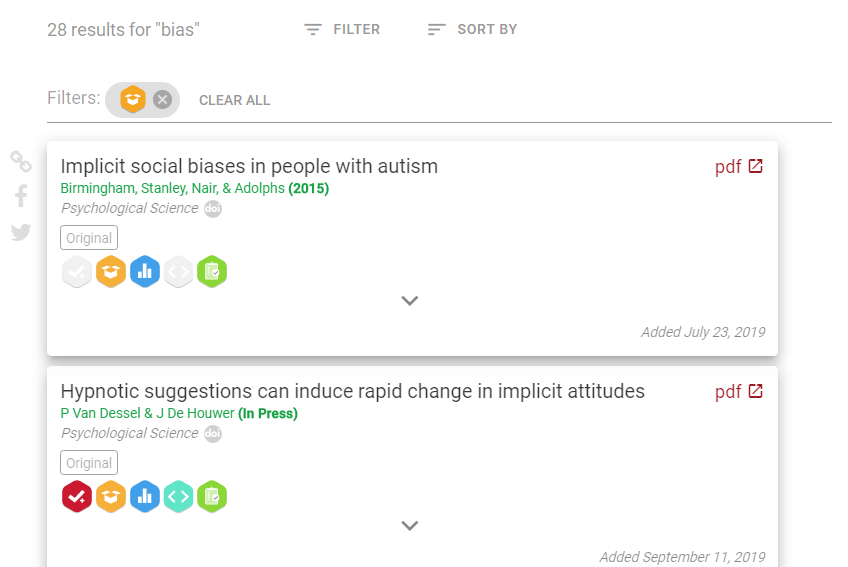 28 results for "bias"
FILTER
SORT BY
Filters:
CLEAR ALL
Implicit social biases in people with autism
pdf
Birmingham, Stanley, Nair, & Adolphs (2015)
Psychological Science doi
Original
Added July 23, 2019
Hypnotic suggestions can induce rapid change in implicit attitudes
pdf
P Van Dessel & J De Houwer (In Press)
Psychological Science doi
Original
Added September 11, 2019